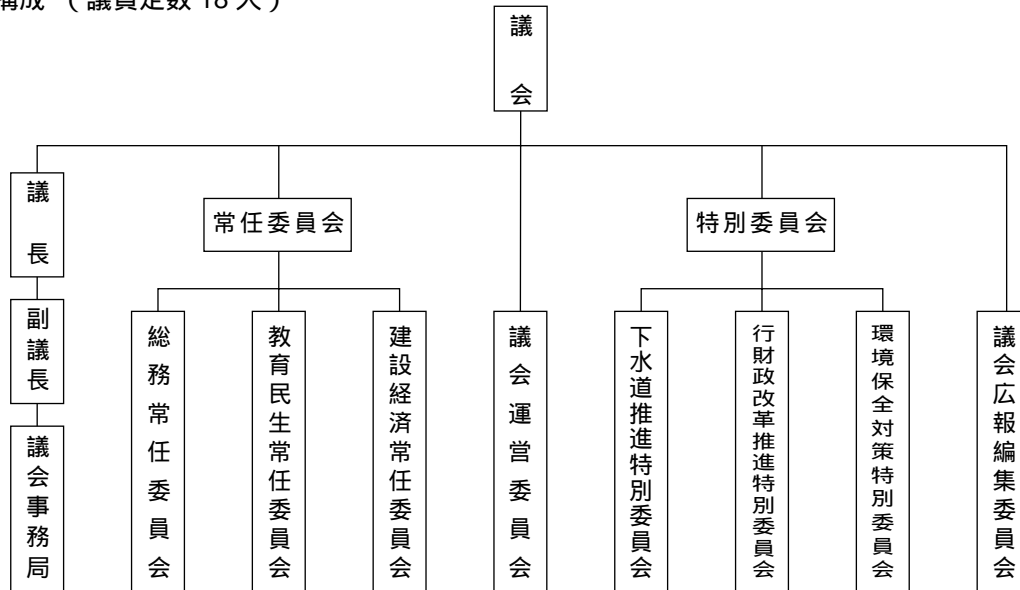 構成 （議員定数 18 人）
議会
議長
常任委員会
特別委員会
副議長
議会事務局
総務常任委員会
教育民生常任委員会
建設経済常任委員会
議会運営委員会
下水道推進特別委員会
行財政改革推進特別委員会
環境保全対策特別委員会
議会広報編集委員会